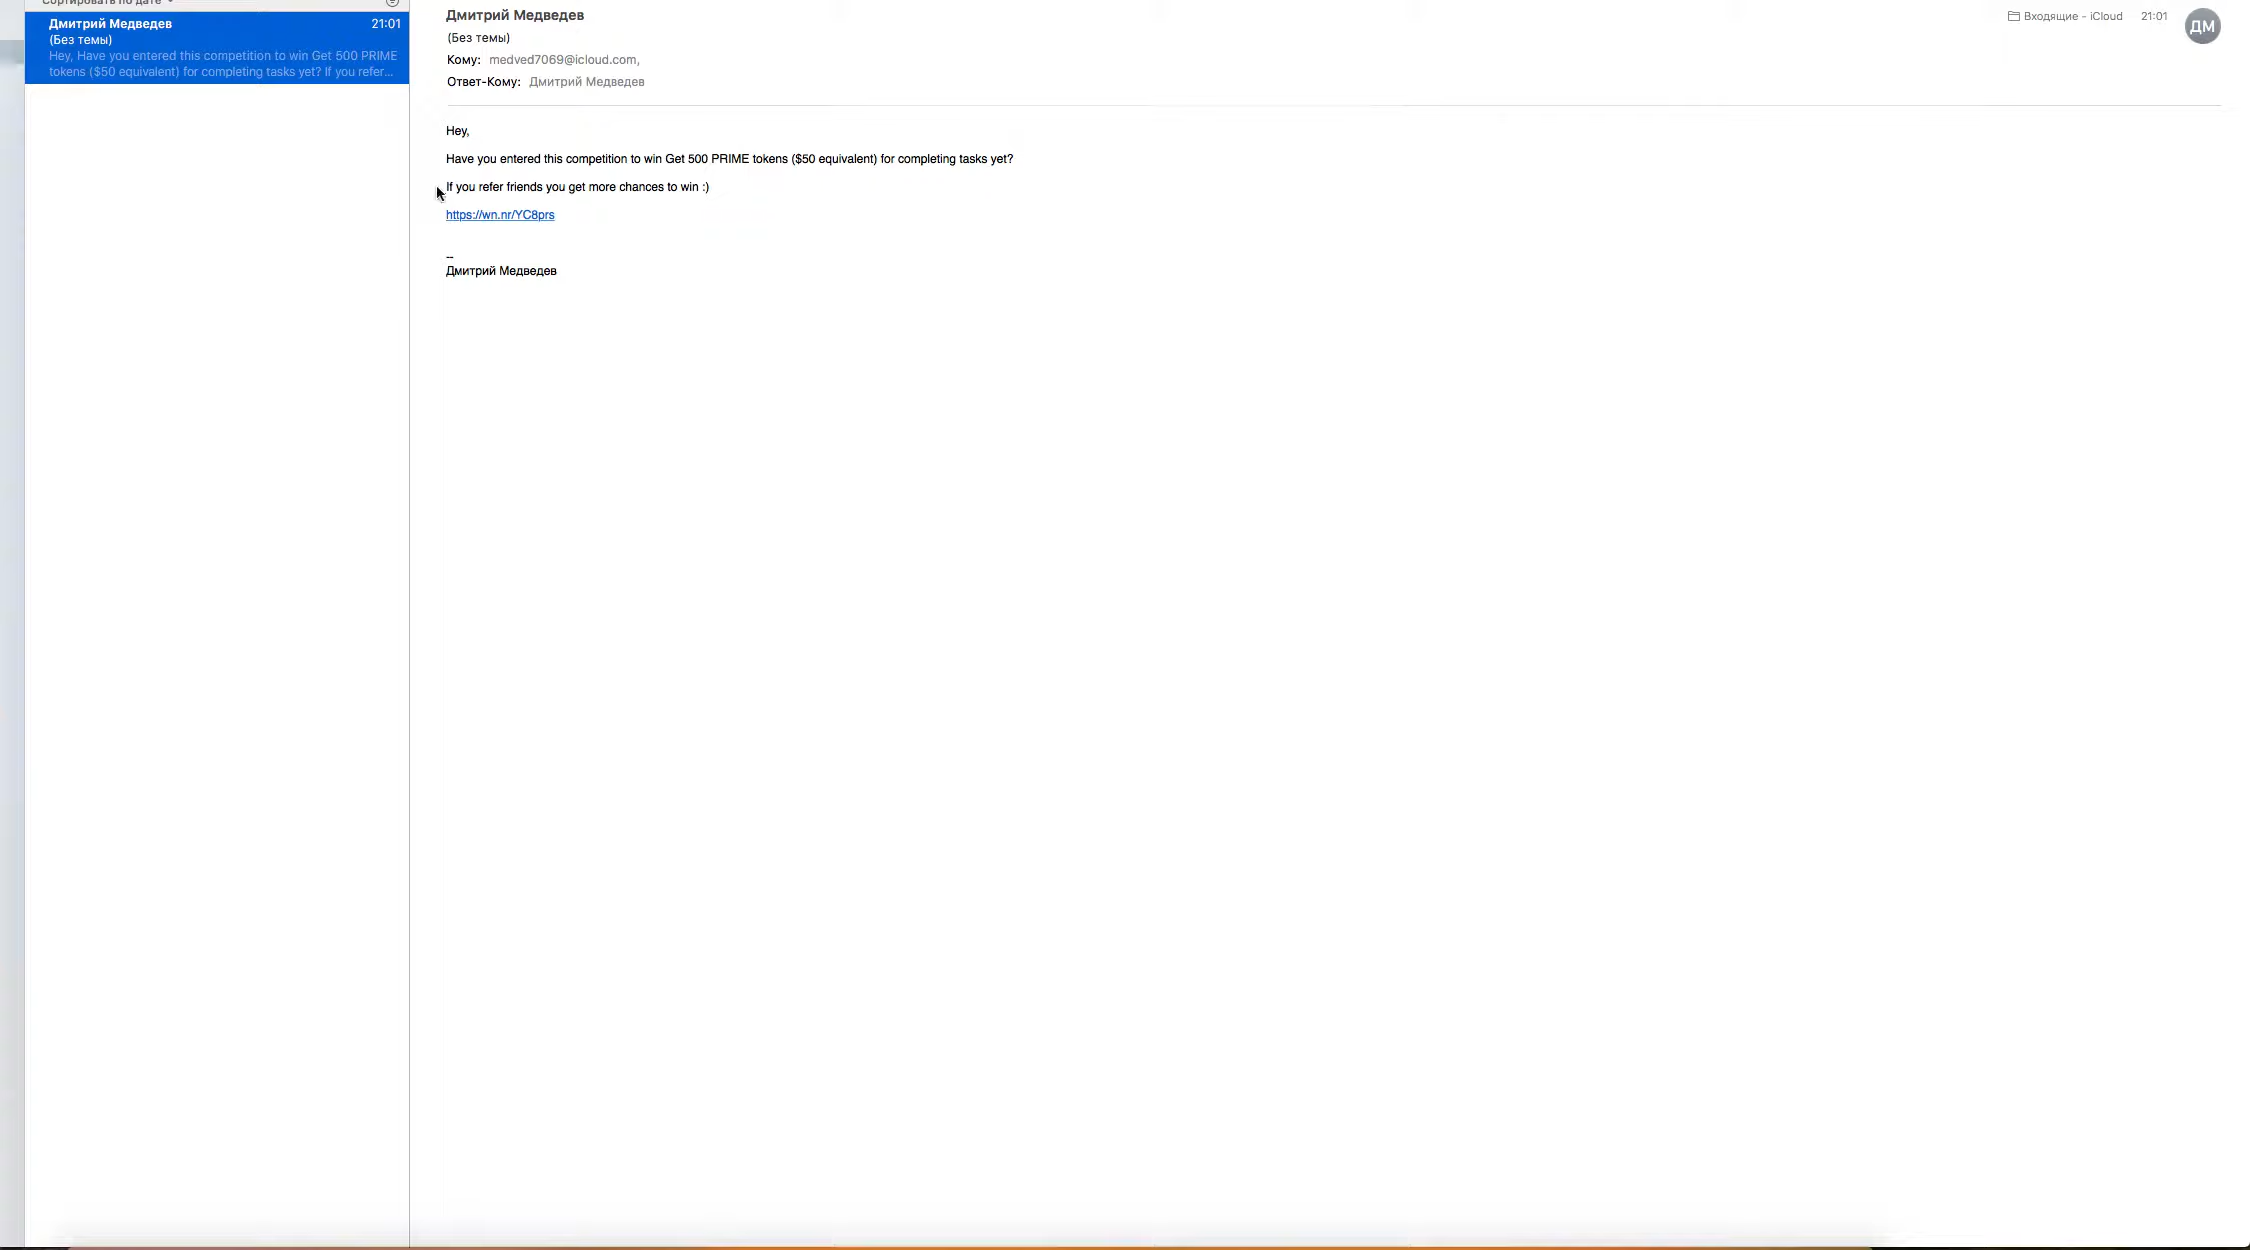 Сортировать по дате
Дмитрий Медведев 21:01
(Без темы)
Hey, Have you entered this competition to win Get 500 PRIME
tokens ($50 equivalent) for completing tasks yet? If you refer...
Дмитрий Медведев
Входящие - iCloud 21:01
ДМ
(Без темы)
Кому: medved7069@icloud.com,
Ответ-Кому: Дмитрий Медведев
Hey,
Have you entered this competition to win Get 500 PRIME tokens ($50 equivalent) for completing tasks yet?
If you refer friends you get more chances to win :)
https://wn.nr/YC8prs
--
Дмитрий Медведев